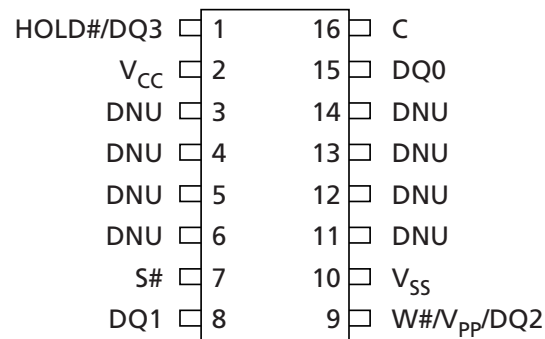 HOLD#/DQ3 1 16 C
VCC 2 15 DQ0
DNU 3 14 DNU
DNU 4 13 DNU
DNU 5 12 DNU
DNU 6 11 DNU
S# 7 10 VSS
DQ1 8 9 W#/VPP/DQ2